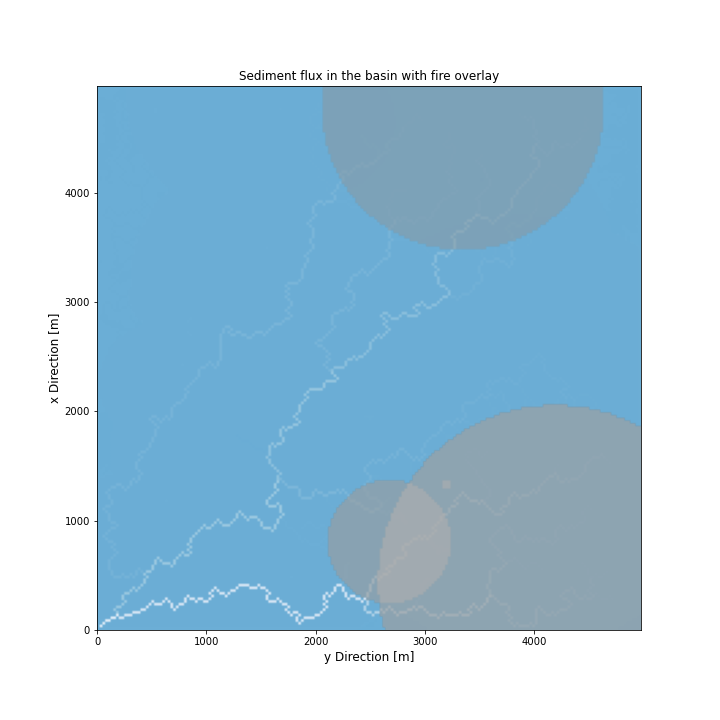 Sediment flux in the basin with fire overlay
x Direction [m]
4000
3000
2000
1000
0
0 1000 2000 3000 4000
y Direction [m]